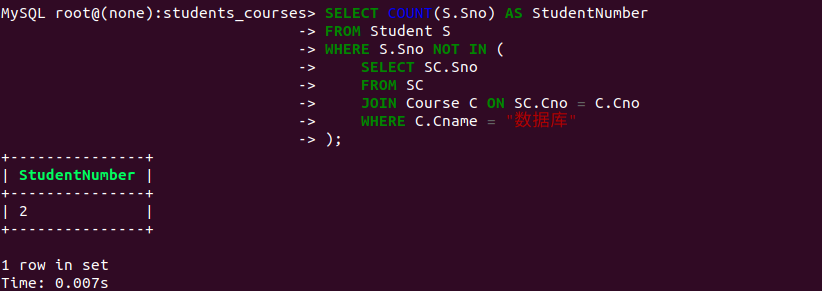 MySQL root@(none):students_courses> SELECT COUNT(S.Sno) AS StudentNumber
-> FROM Student S
-> WHERE S.Sno NOT IN (
->     SELECT SC.Sno
->     FROM SC
->     JOIN Course C ON SC.Cno = C.Cno
->     WHERE C.Cname = "数据库"
-> );
+---------------+
| StudentNumber |
+---------------+
| 2             |
+---------------+
1 row in set
Time: 0.007s